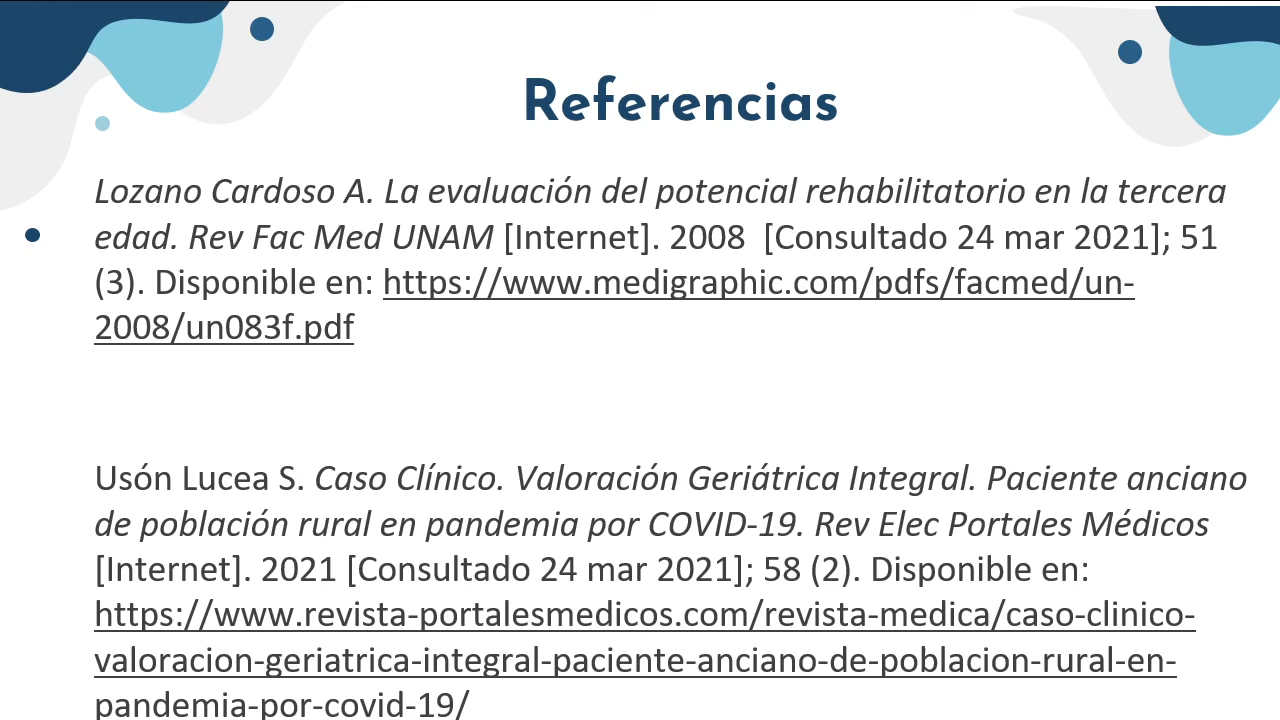 Referencias
Lozano Cardoso A. La evaluación del potencial rehabilitatorio en la tercera
edad. Rev Fac Med UNAM [Internet]. 2008  [Consultado 24 mar 2021]; 51
(3). Disponible en: https://www.medigraphic.com/pdfs/facmed/un-
2008/un083f.pdf
Usón Lucea S. Caso Clínico. Valoración Geriátrica Integral. Paciente anciano
de población rural en pandemia por COVID-19. Rev Elec Portales Médicos
[Internet]. 2021 [Consultado 24 mar 2021]; 58 (2). Disponible en:
https://www.revista-portalesmedicos.com/revista-medica/caso-clinico-
valoracion-geriatrica-integral-paciente-anciano-de-poblacion-rural-en-
pandemia-por-covid-19/